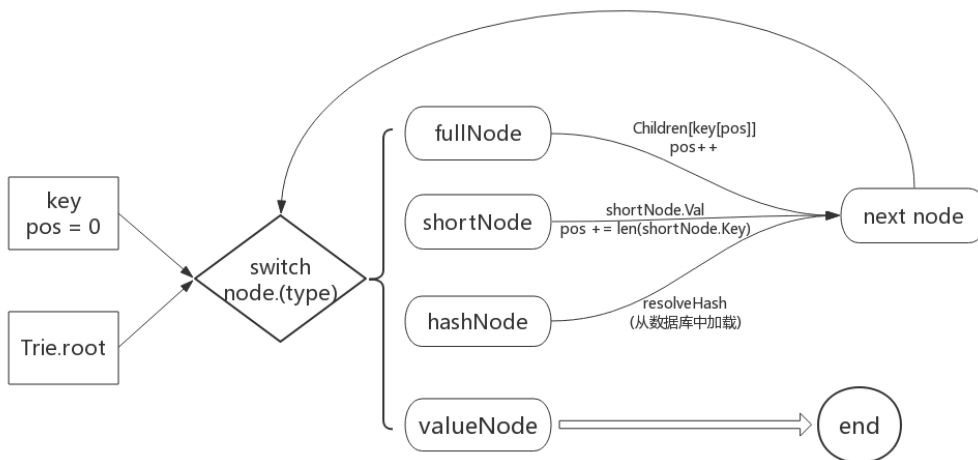 key
pos = 0
Trie.root
switch
node.(type)
fullNode
Children[key[pos]]
pos++
shortNode
shortNode.Val
pos += len(shortNode.Key)
hashNode
resolveHash
(从数据库中加载)
valueNode
next node
end